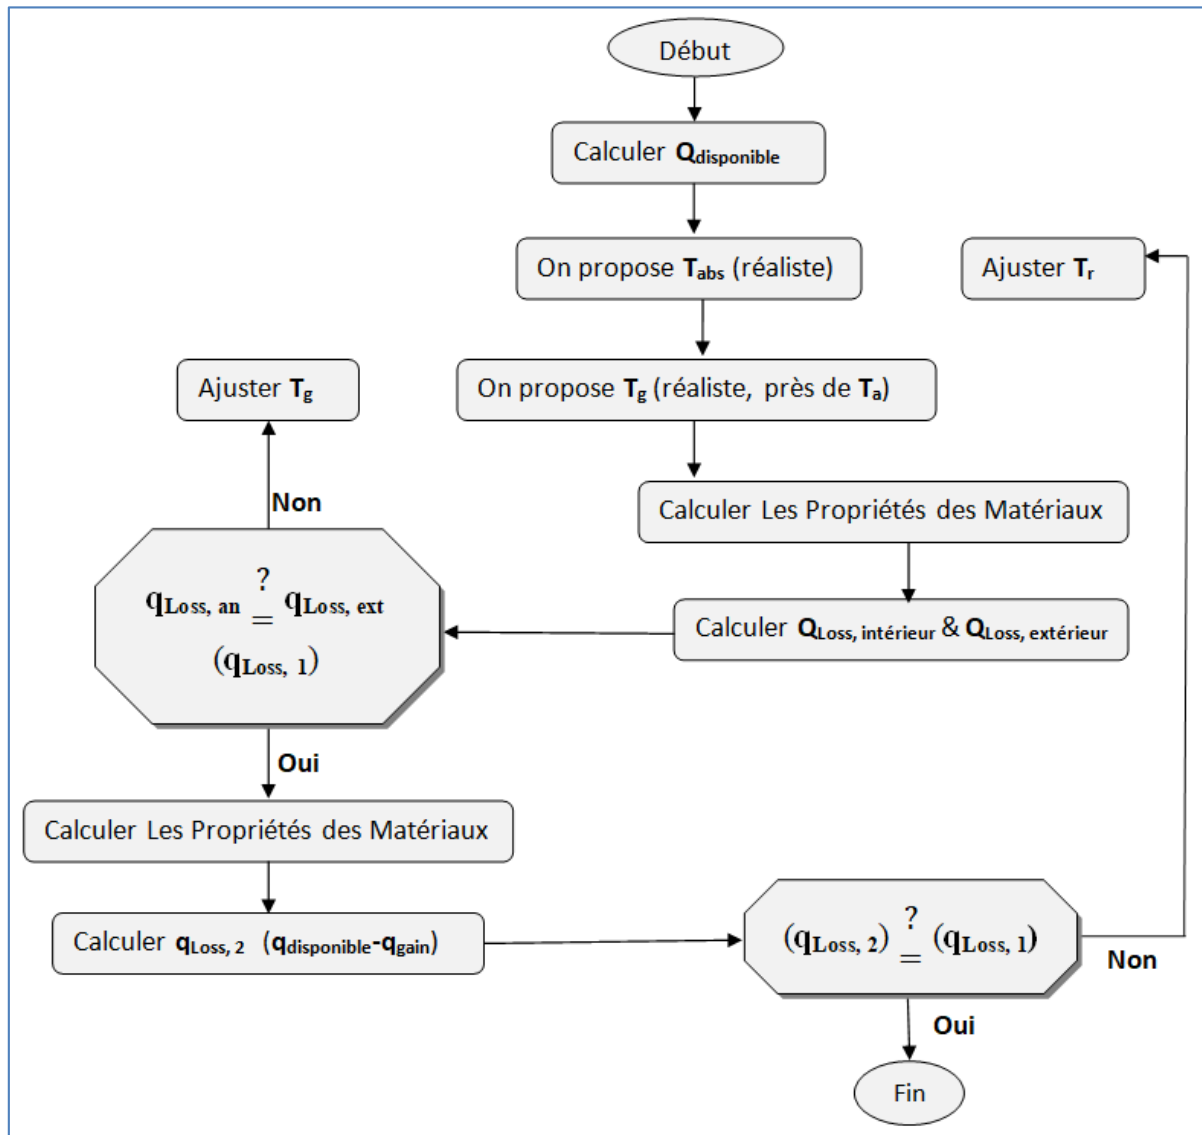 Début
Calculer Qdisponible
On propose Tabs (réaliste)
Ajuster Tr
Ajuster Tg
On propose Tg (réaliste, près de Ta)
Non
Calculer Les Propriétés des Matériaux
qLoss, an =? qLoss, ext
(qLoss, 1)
Calculer QLoss, intérieur & QLoss, extérieur
Oui
Calculer Les Propriétés des Matériaux
Calculer qLoss, 2 (qdisponible-qgain)
(qLoss, 2) =? (qLoss, 1)
Non
Oui
Fin